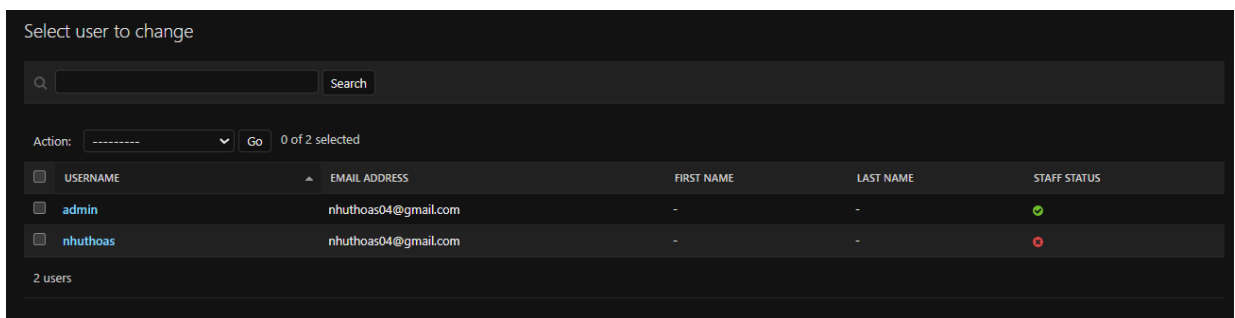 Select user to change
Search
Action: --------- Go 0 of 2 selected
USERNAME EMAIL ADDRESS FIRST NAME LAST NAME STAFF STATUS
admin nhuthoas04@gmail.com - -
nhuthoas nhuthoas04@gmail.com - -
2 users